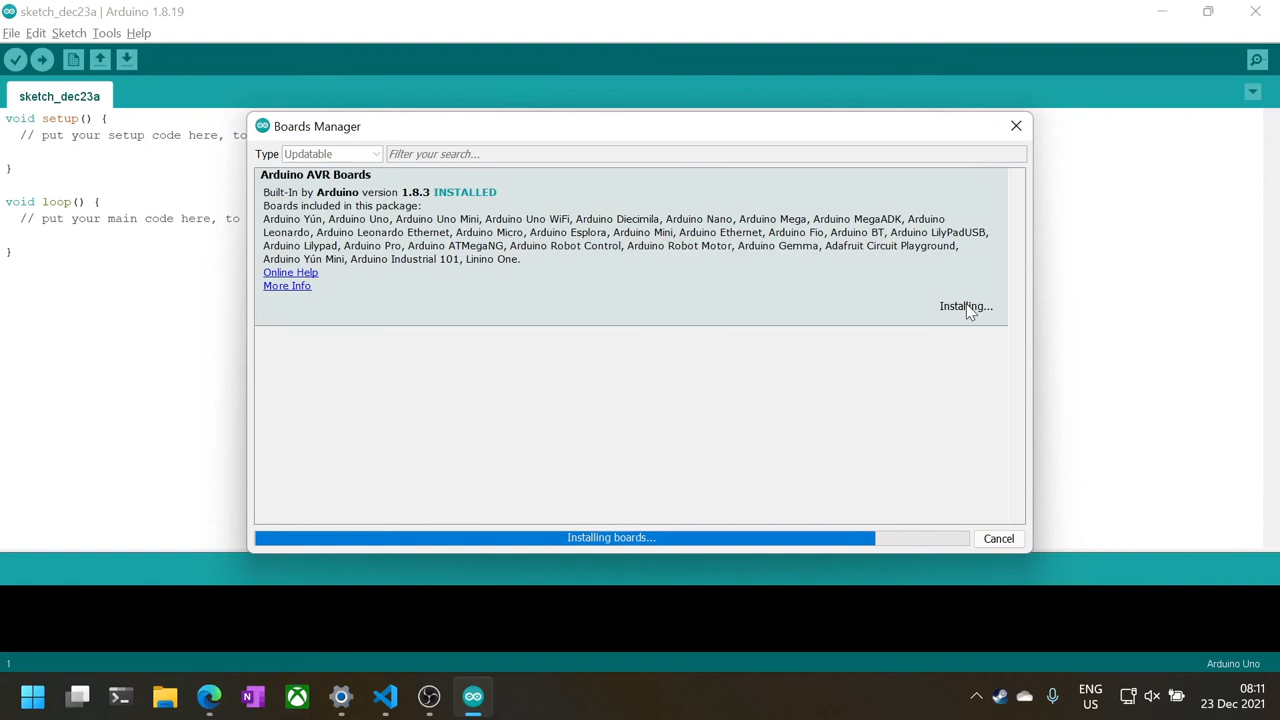 sketch_dec23a | Arduino 1.8.19
File Edit Sketch Tools Help
sketch_dec23a
void setup() {
// put your setup code here, to
}
void loop() {
// put your main code here, to
}
Boards Manager
Type Updatable Filter your search...
Arduino AVR Boards
Built-In by Arduino version 1.8.3 INSTALLED
Boards included in this package:
Arduino Yún, Arduino Uno, Arduino Uno Mini, Arduino Uno WiFi, Arduino Diecimila, Arduino Nano, Arduino Mega, Arduino MegaADK, Arduino
Leonardo, Arduino Leonardo Ethernet, Arduino Micro, Arduino Esplora, Arduino Mini, Arduino Ethernet, Arduino Fio, Arduino BT, Arduino LilyPadUSB,
Arduino Lilypad, Arduino Pro, Arduino ATMegaNG, Arduino Robot Control, Arduino Robot Motor, Arduino Gemma, Adafruit Circuit Playground,
Arduino Yún Mini, Arduino Industrial 101, Linino One.
Online Help
More Info
Installing...
Installing boards...
Cancel
1
Arduino Uno
ENG
US
08:11
23 Dec 2021